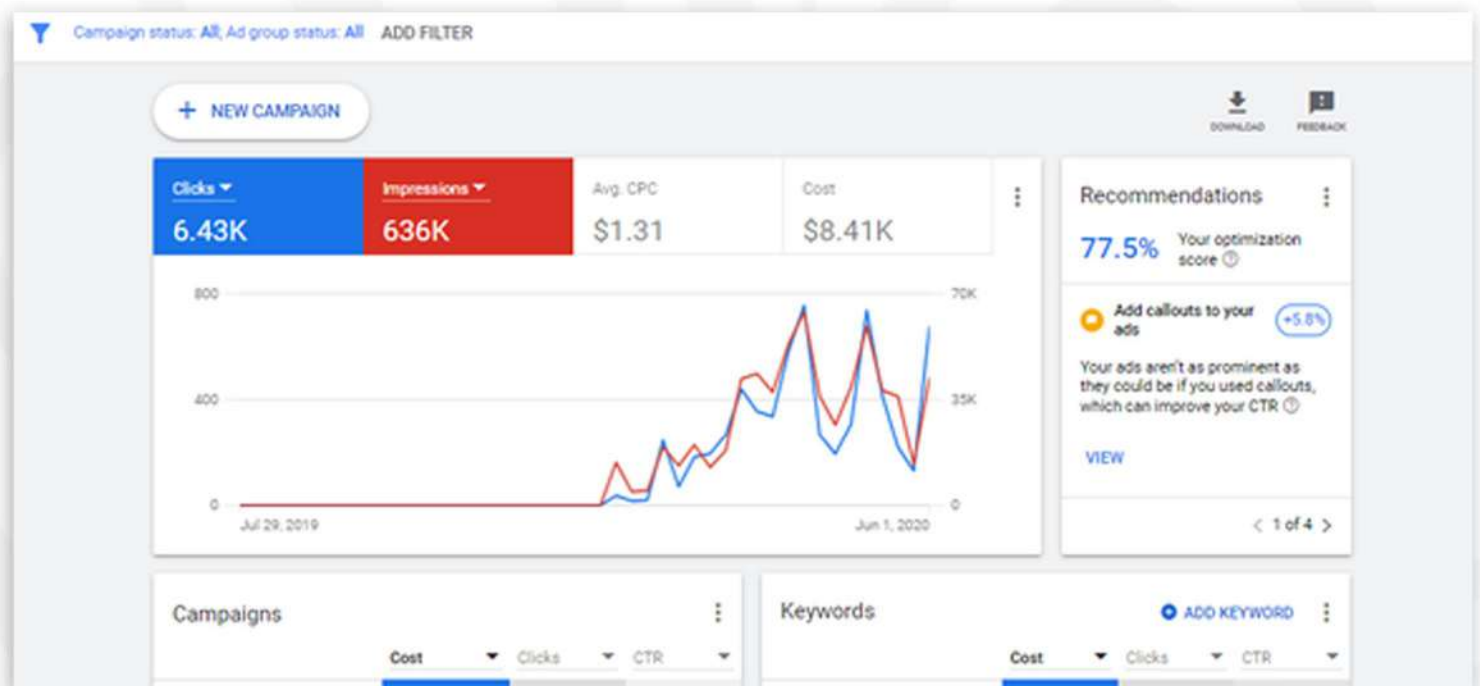 Campaign status: All; Ad group status: All ADD FILTER
+ NEW CAMPAIGN
DOWNLOAD
FEEDBACK
Clicks
6.43K
Impressions
636K
Avg. CPC
$1.31
Cost
$8.41K
800
400
0
70K
35K
0
Jul 29, 2019
Jun 1, 2020
Recommendations
77.5%
Your optimization
score
Add callouts to your
ads
+5.8%
Your ads aren't as prominent as
they could be if you used callouts,
which can improve your CTR
VIEW
< 1 of 4 >
Campaigns
Cost Clicks CTR
Keywords
ADD KEYWORD
Cost Clicks CTR